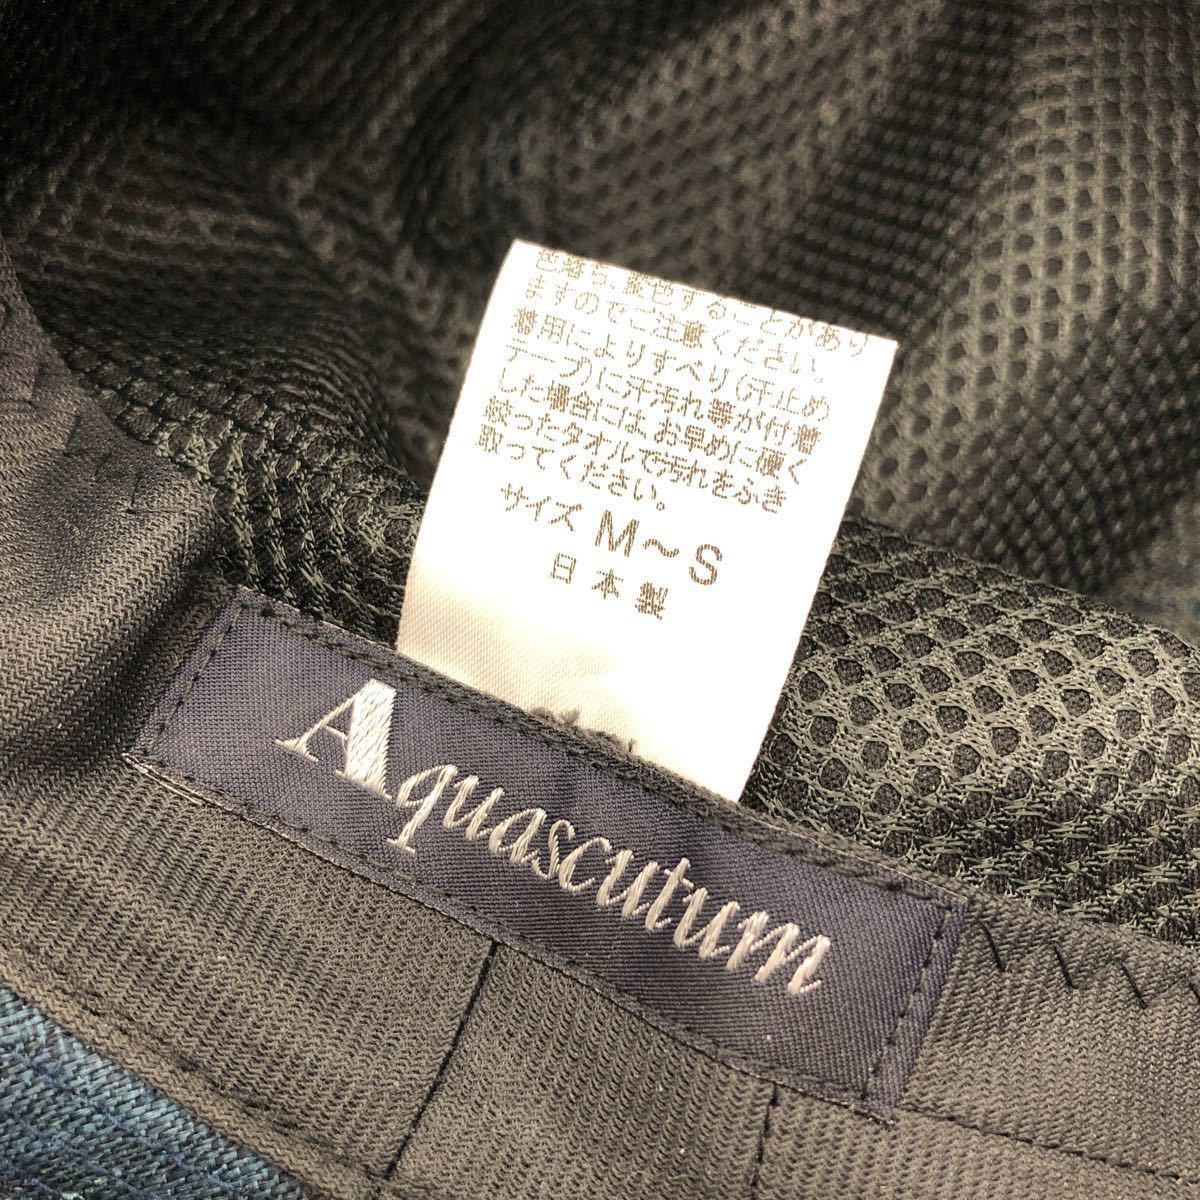 色落ち、変色することがあり
ますのでご注意ください。
着用によりすべり(汗止め
テープ)に汗汚れ等が付着
した場合には、お早めに硬く
絞ったタオルで汚れをふき
取ってください。
サイズ M～S
日本製
Aquascutum